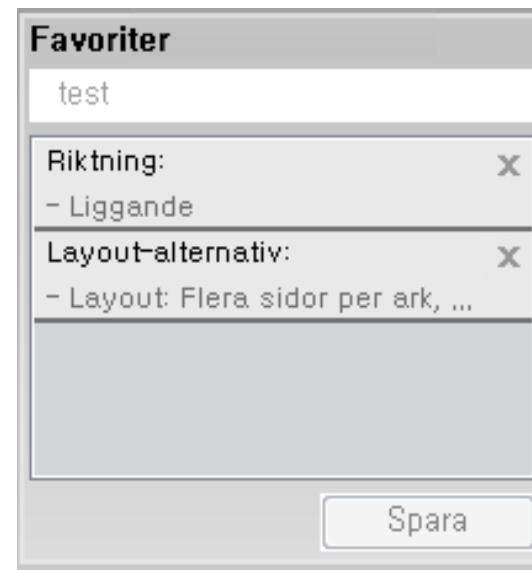 Favoriter
test
Riktning:
x
- Liggande
Layout-alternativ:
x
- Layout: Flera sidor per ark, ...
Spara